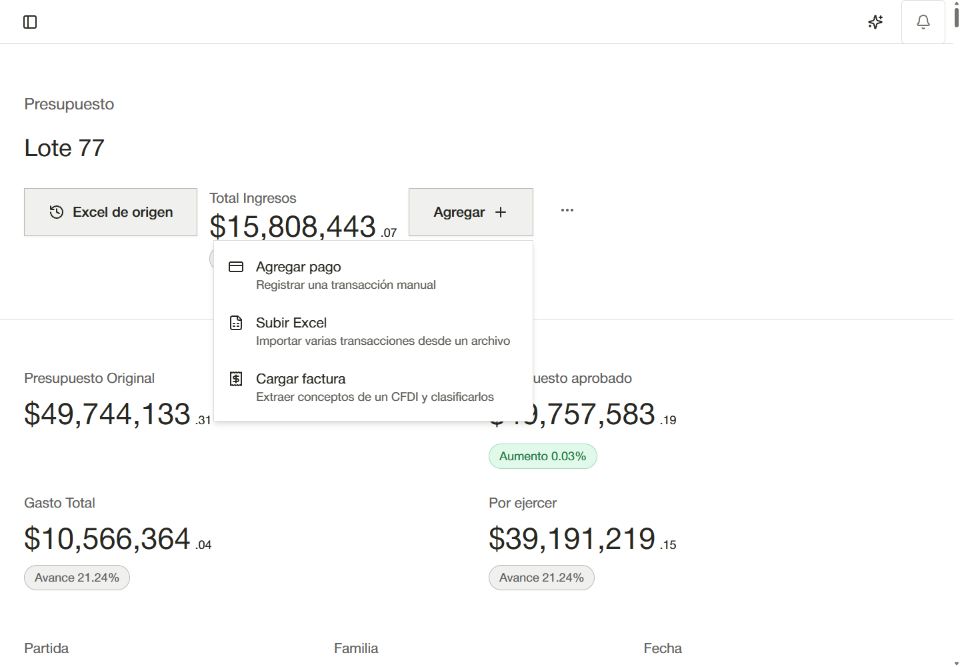 Presupuesto
Lote 77
Excel de origen
Total Ingresos
$15,808,443.07
Agregar
Agregar pago
Registrar una transacción manual
Subir Excel
Importar varias transacciones desde un archivo
Cargar factura
Extraer conceptos de un CFDI y clasificarlos
Presupuesto Original
$49,744,133.31
uesto aprobado
9,757,583.19
Aumento 0.03%
Gasto Total
$10,566,364.04
Avance 21.24%
Por ejercer
$39,191,219.15
Avance 21.24%
Partida
Familia
Fecha